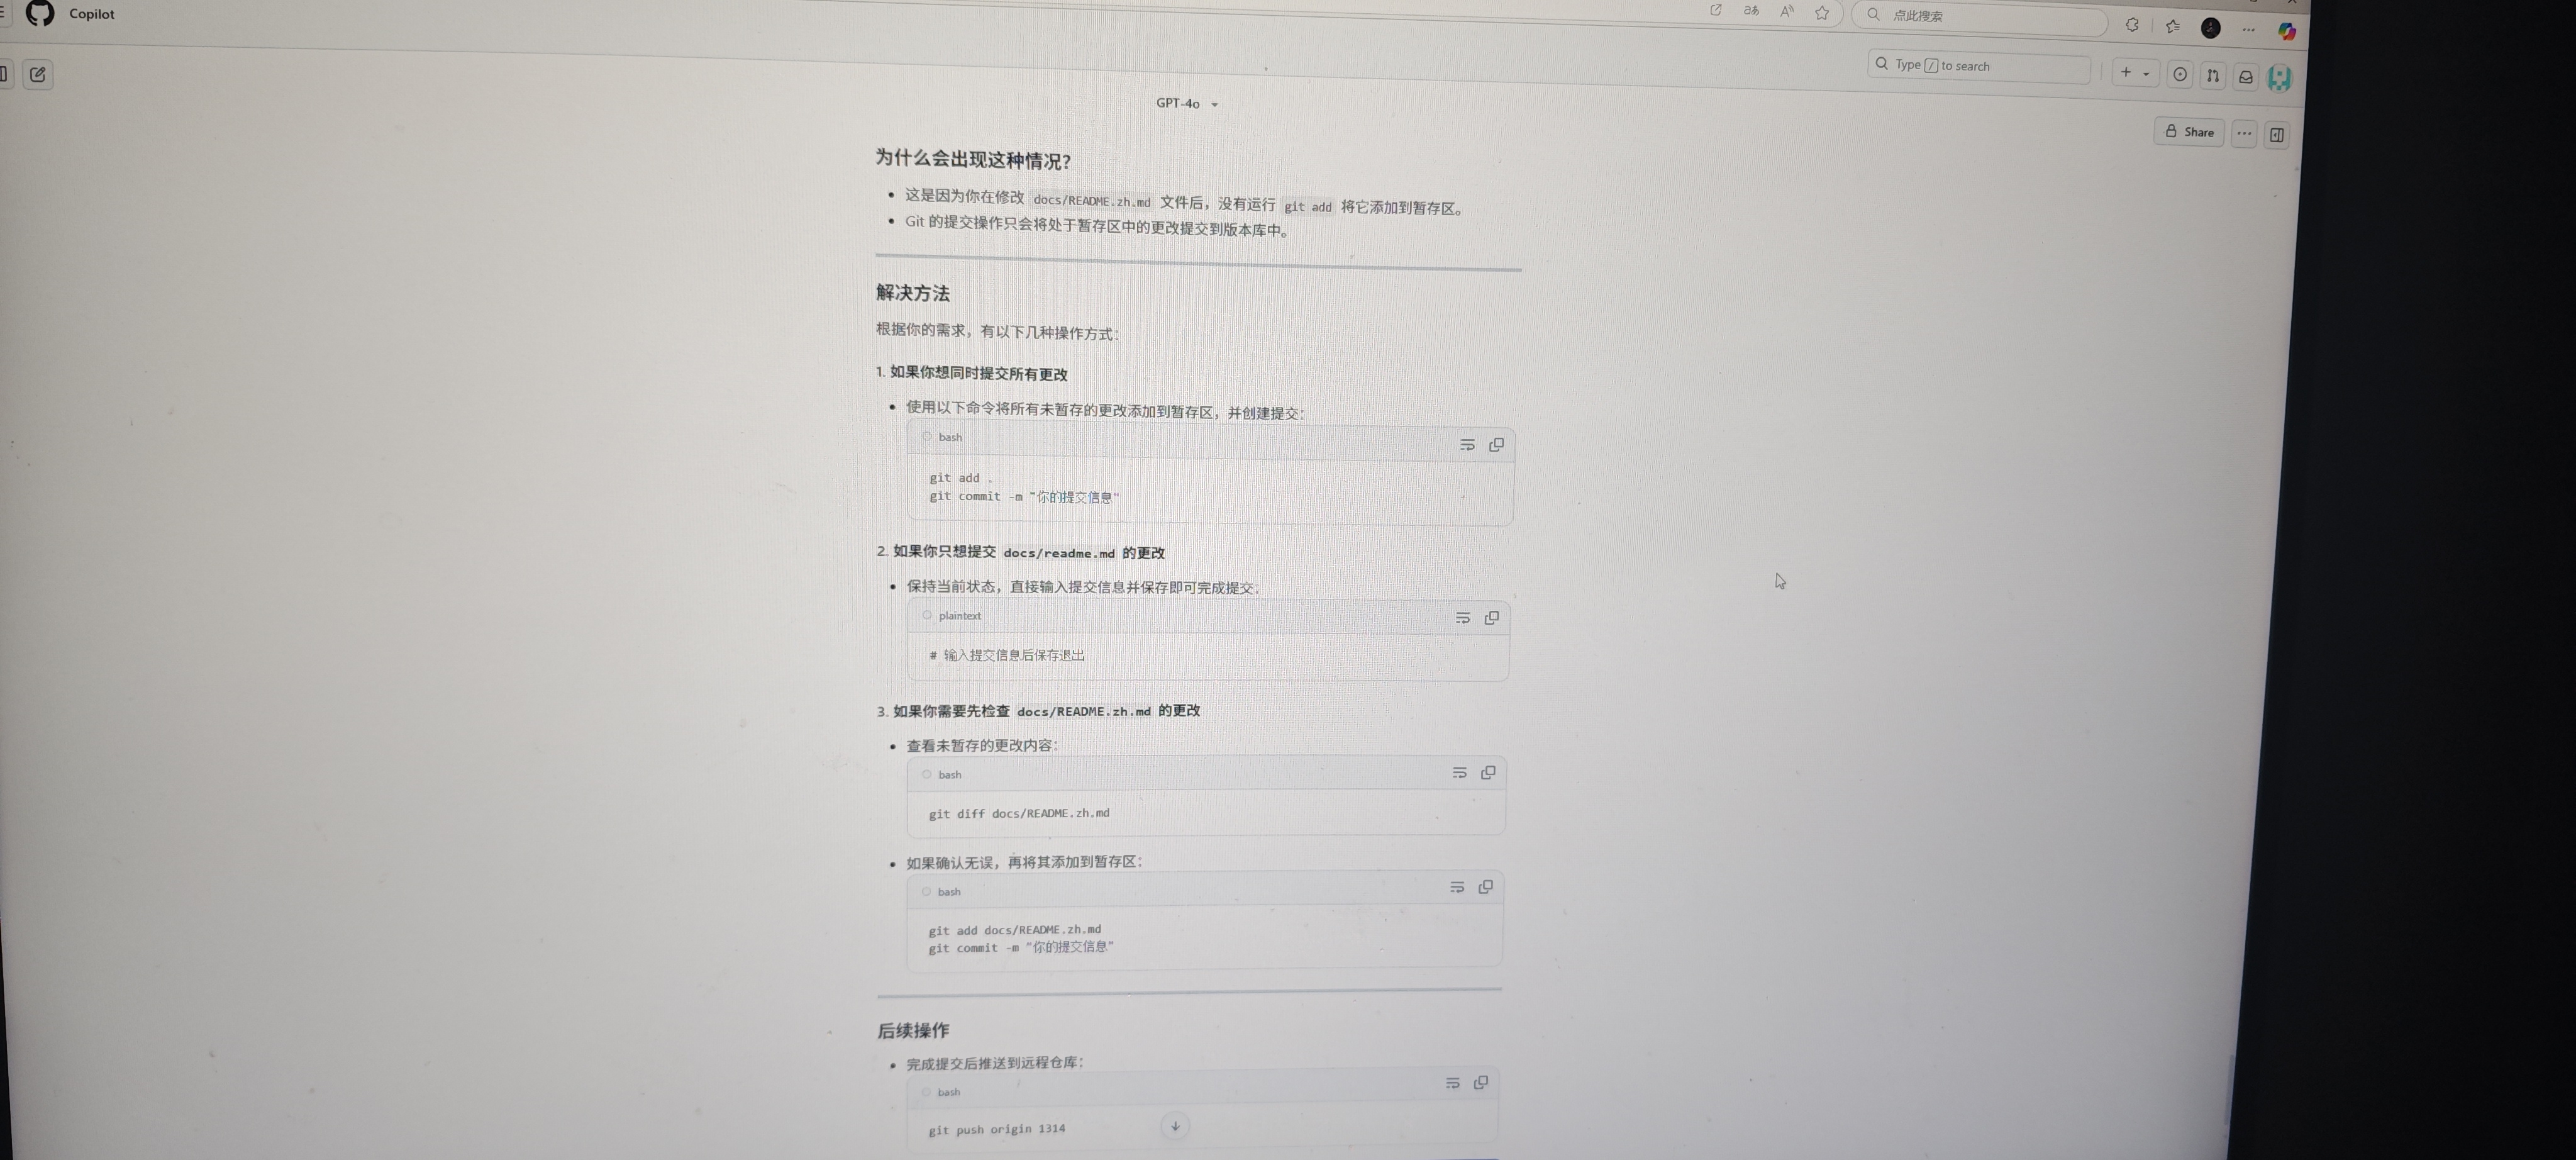 Copilot
点此搜索
Type / to search
GPT-4o
Share
为什么会出现这种情况？
这是因为你在修改 docs/README.zh.md 文件后，没有运行 git add 将它添加到暂存区。
Git 的提交操作只会将处于暂存区中的更改提交到版本库中。
解决方法
根据你的需求，有以下几种操作方式：
1. 如果你想同时提交所有更改
使用以下命令将所有未暂存的更改添加到暂存区，并创建提交：
bash
git add .
git commit -m "你的提交信息"
2. 如果你只想提交 docs/readme.md 的更改
保持当前状态，直接输入提交信息并保存即可完成提交：
plaintext
# 输入提交信息后保存退出
3. 如果你需要先检查 docs/README.zh.md 的更改
查看未暂存的更改内容：
bash
git diff docs/README.zh.md
如果确认无误，再将其添加到暂存区：
bash
git add docs/README.zh.md
git commit -m "你的提交信息"
后续操作
完成提交后推送到远程仓库：
bash
git push origin 1314